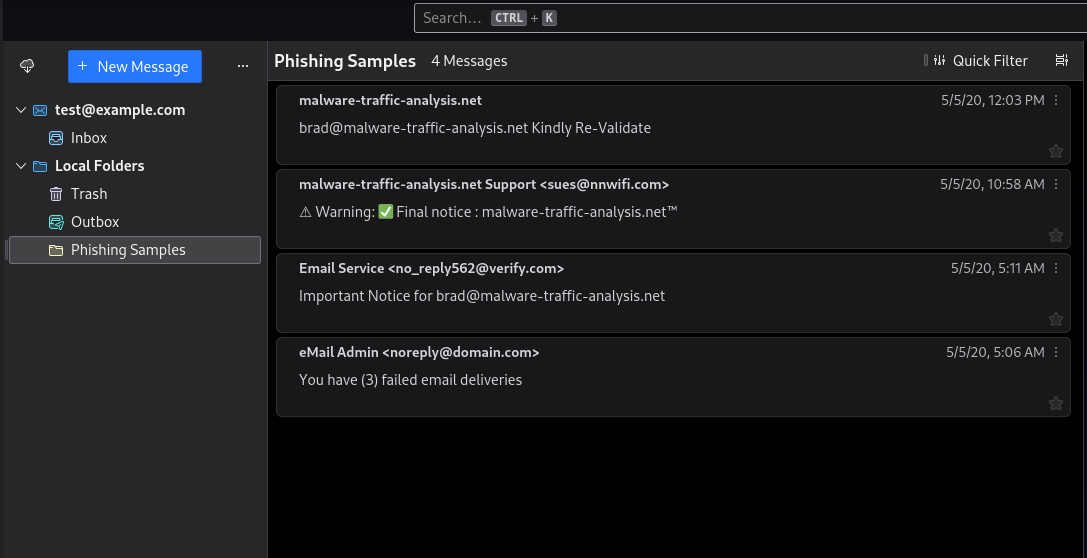 Search... CTRL + K
+ New Message ...
test@example.com
Inbox
Local Folders
Trash
Outbox
Phishing Samples
Phishing Samples 4 Messages Quick Filter
malware-traffic-analysis.net 5/5/20, 12:03 PM
brad@malware-traffic-analysis.net Kindly Re-Validate
malware-traffic-analysis.net Support <sues@nnwifi.com> 5/5/20, 10:58 AM
⚠ Warning: ✅ Final notice : malware-traffic-analysis.net™
Email Service <no_reply562@verify.com> 5/5/20, 5:11 AM
Important Notice for brad@malware-traffic-analysis.net
eMail Admin <noreply@domain.com> 5/5/20, 5:06 AM
You have (3) failed email deliveries